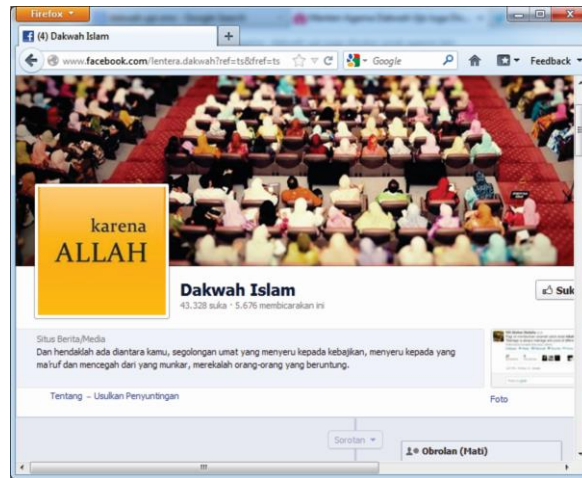 Firefox
(4) Dakwah Islam
www.facebook.com/lentera.dakwah?ref=ts&fref=ts
Google
Feedback
karena
ALLAH
Dakwah Islam
43.328 suka · 5.676 membicarakan ini
Suk
Situs Berita/Media
Dan hendaklah ada diantara kamu, segolongan umat yang menyeru kepada kebajikan, menyeru kepada yang
ma'ruf dan mencegah dari yang munkar, merekalah orang-orang yang beruntung.
Tentang – Usulkan Penyuntingan
Foto
Sorotan
Obrolan (Mati)